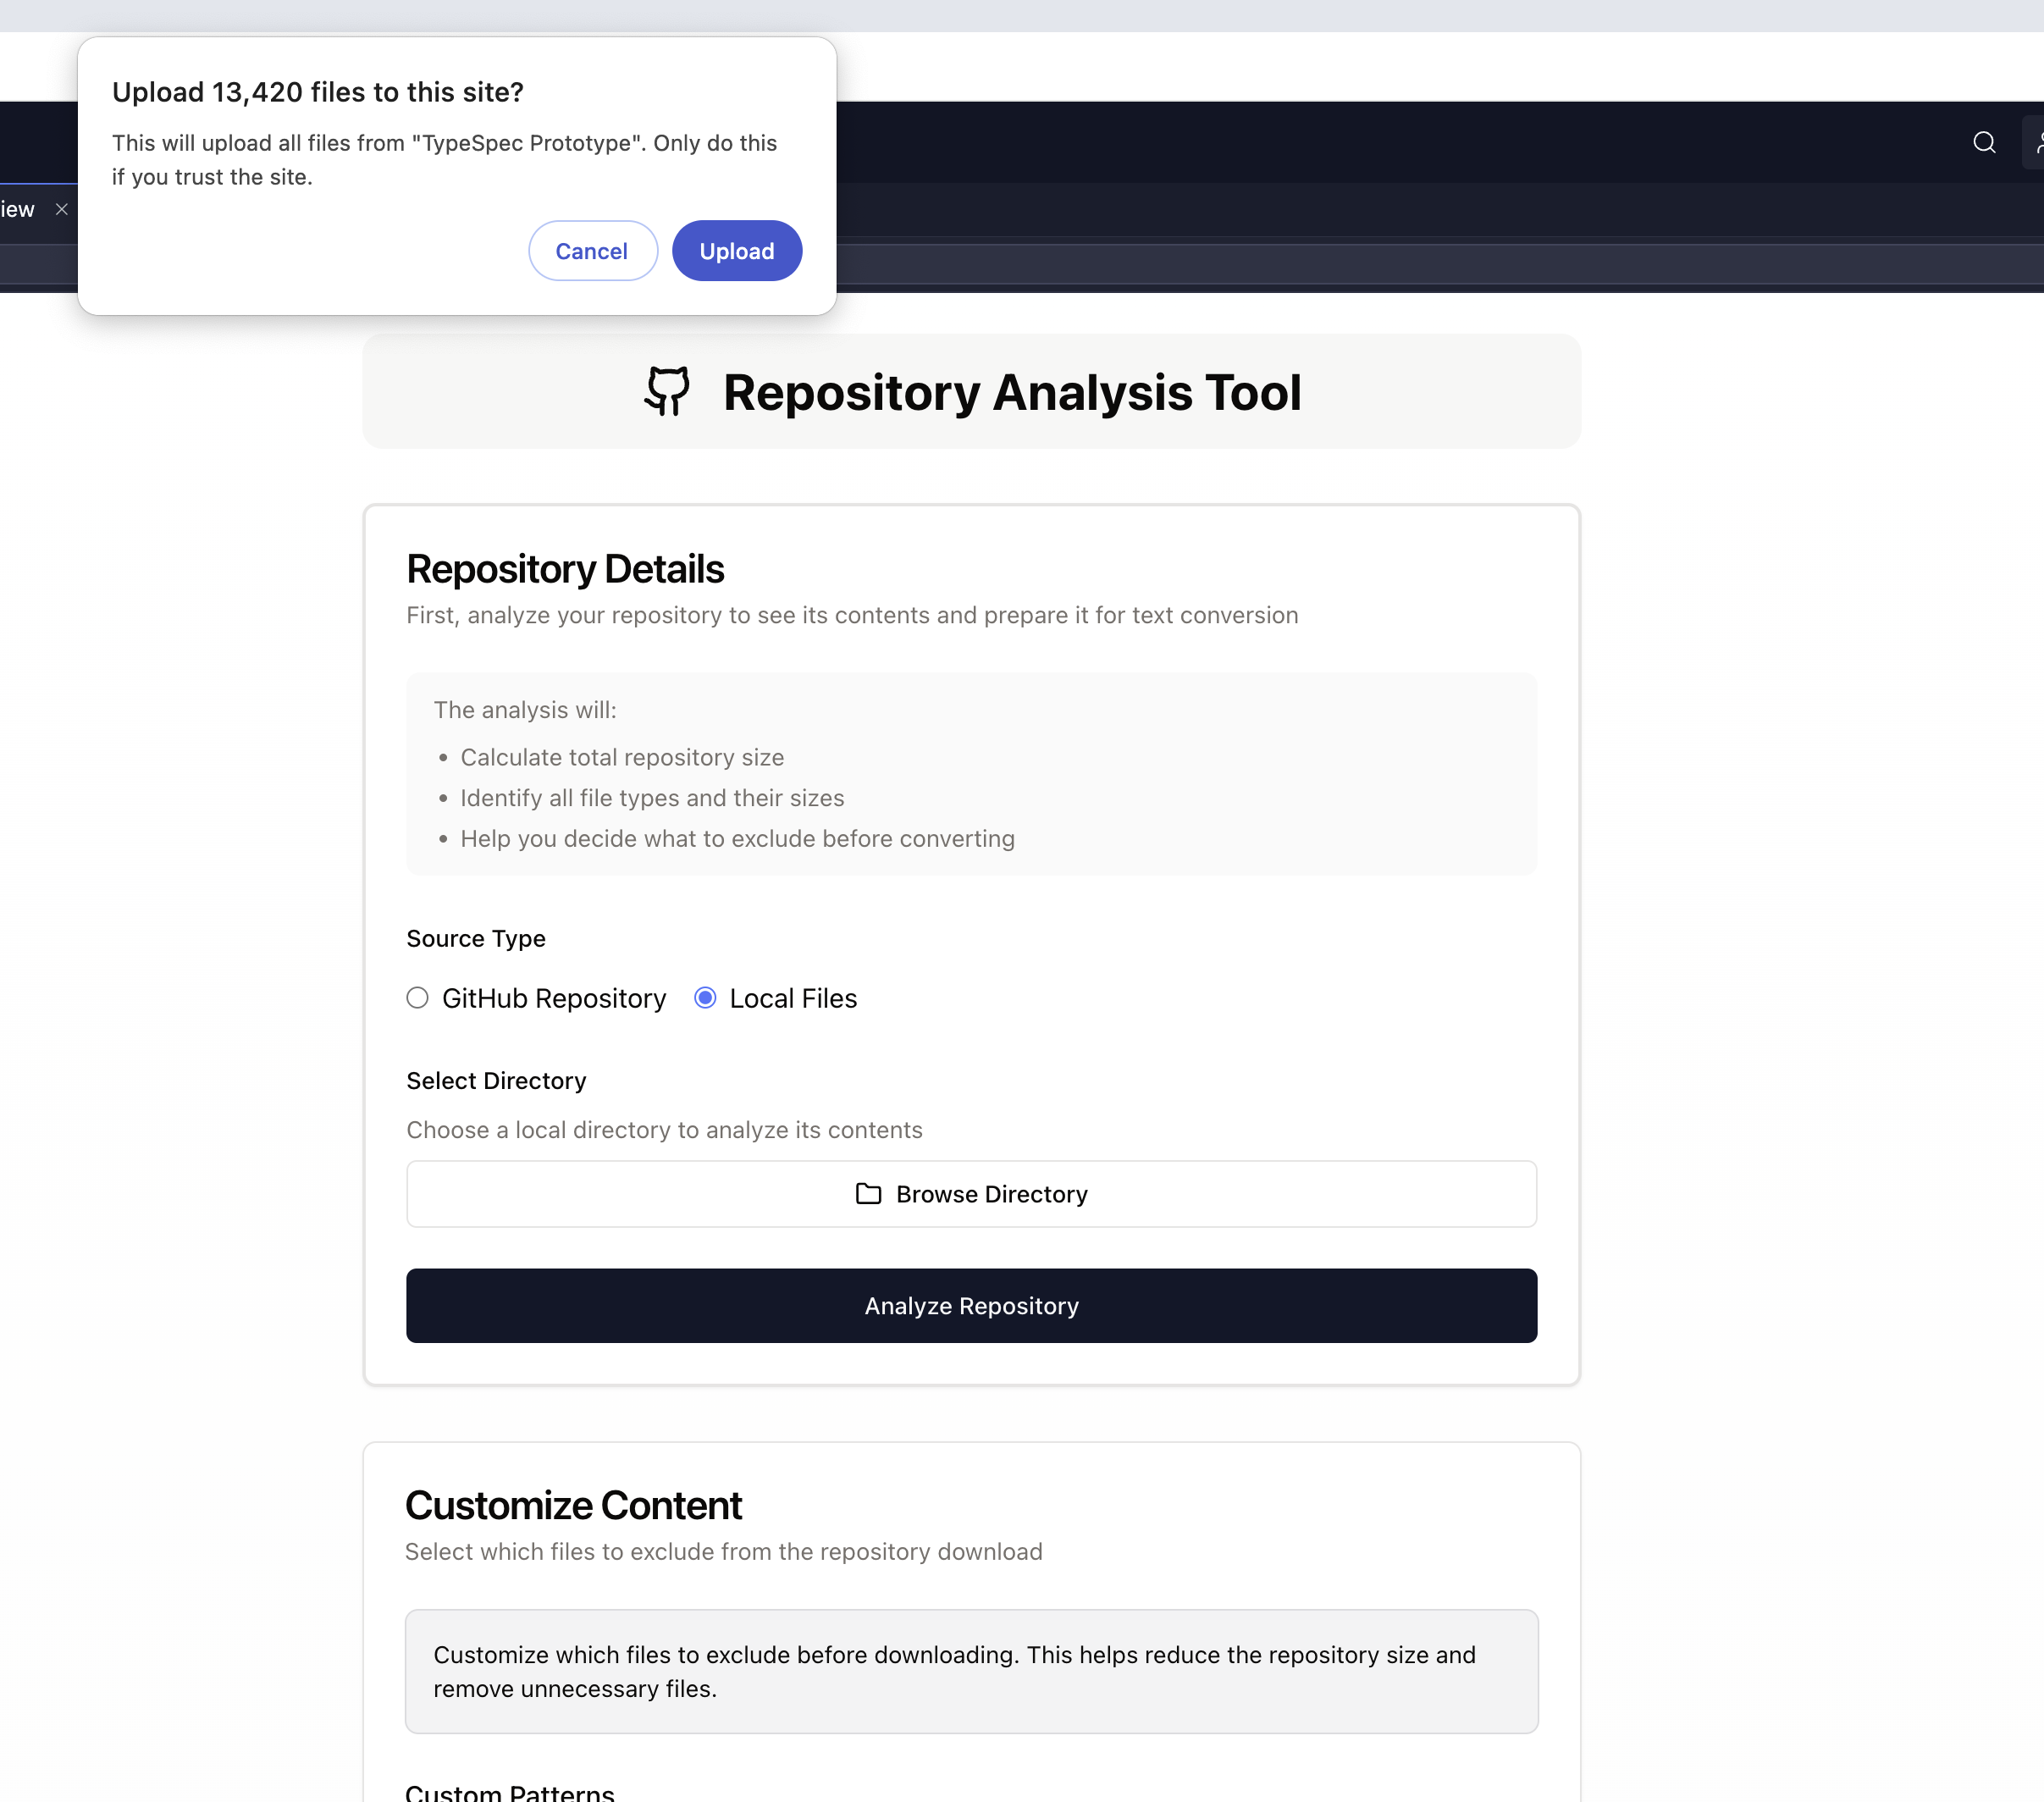 Upload 13,420 files to this site?
This will upload all files from "TypeSpec Prototype". Only do this
if you trust the site.
Cancel
Upload
iew
Repository Analysis Tool
Repository Details
First, analyze your repository to see its contents and prepare it for text conversion
The analysis will:
• Calculate total repository size
• Identify all file types and their sizes
• Help you decide what to exclude before converting
Source Type
GitHub Repository
Local Files
Select Directory
Choose a local directory to analyze its contents
Browse Directory
Analyze Repository
Customize Content
Select which files to exclude from the repository download
Customize which files to exclude before downloading. This helps reduce the repository size and
remove unnecessary files.
Custom Patterns